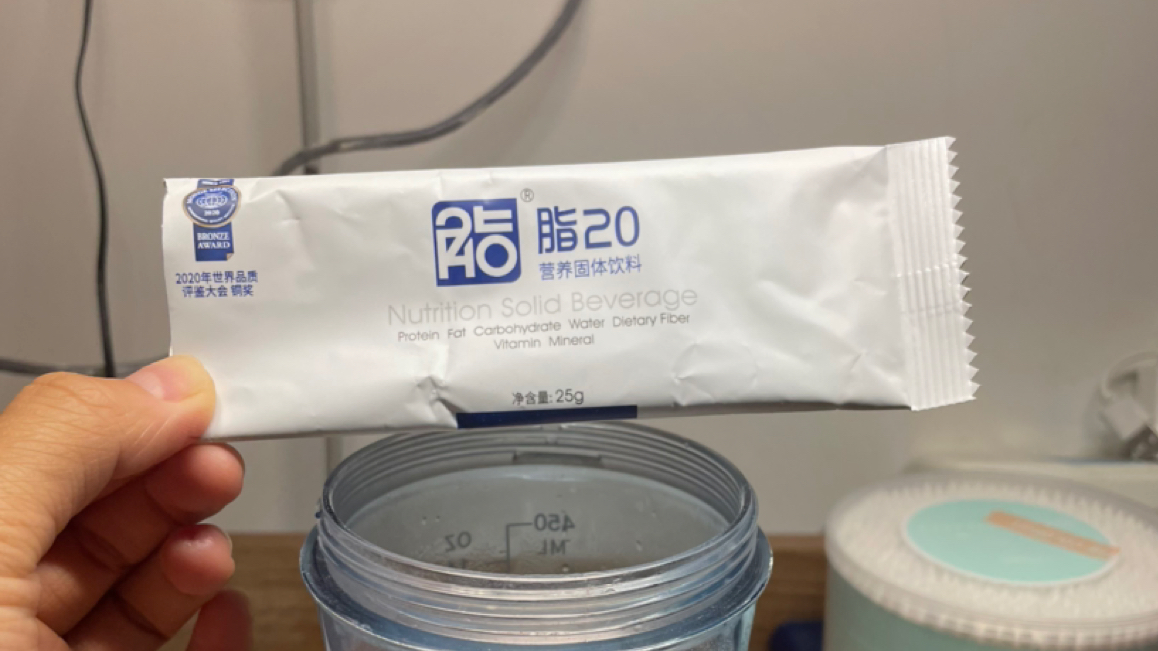 2020
BRONZE
AWARD
2020年世界品质
评鉴大会 铜奖
®
脂20
营养固体饮料
Nutrition Solid Beverage
Protein Fat Carbohydrate Water Dietary Fiber
Vitamin Mineral
净含量: 25g
450
ML
OZ